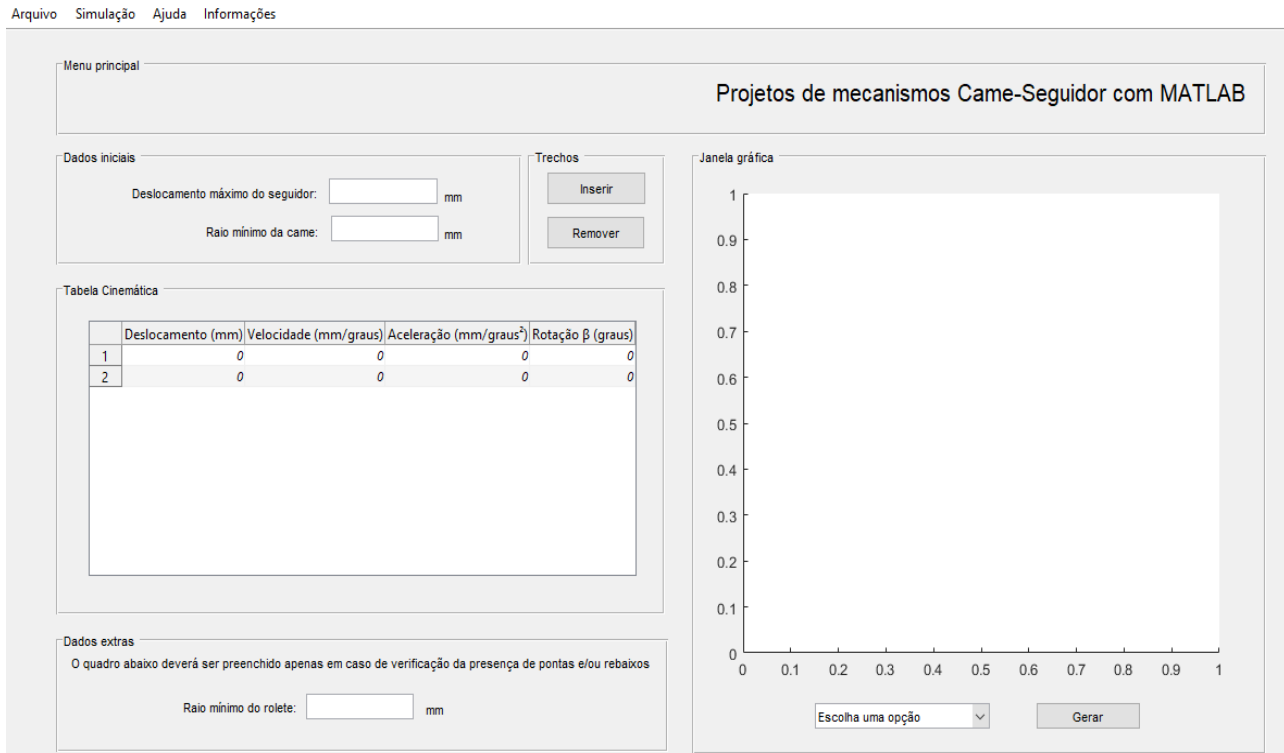 Arquivo Simulação Ajuda Informações
Menu principal
Projetos de mecanismos Came-Seguidor com MATLAB
Dados iniciais
Deslocamento máximo do seguidor: mm
Raio mínimo da came: mm
Trechos
Inserir
Remover
Tabela Cinemática
Deslocamento (mm) Velocidade (mm/graus) Aceleração (mm/graus²) Rotação β (graus)
1 0 0 0 0
2 0 0 0 0
Dados extras
O quadro abaixo deverá ser preenchido apenas em caso de verificação da presença de pontas e/ou rebaixos
Raio mínimo do rolete: mm
Janela gráfica
1
0.9
0.8
0.7
0.6
0.5
0.4
0.3
0.2
0.1
0
0 0.1 0.2 0.3 0.4 0.5 0.6 0.7 0.8 0.9 1
Escolha uma opção Gerar